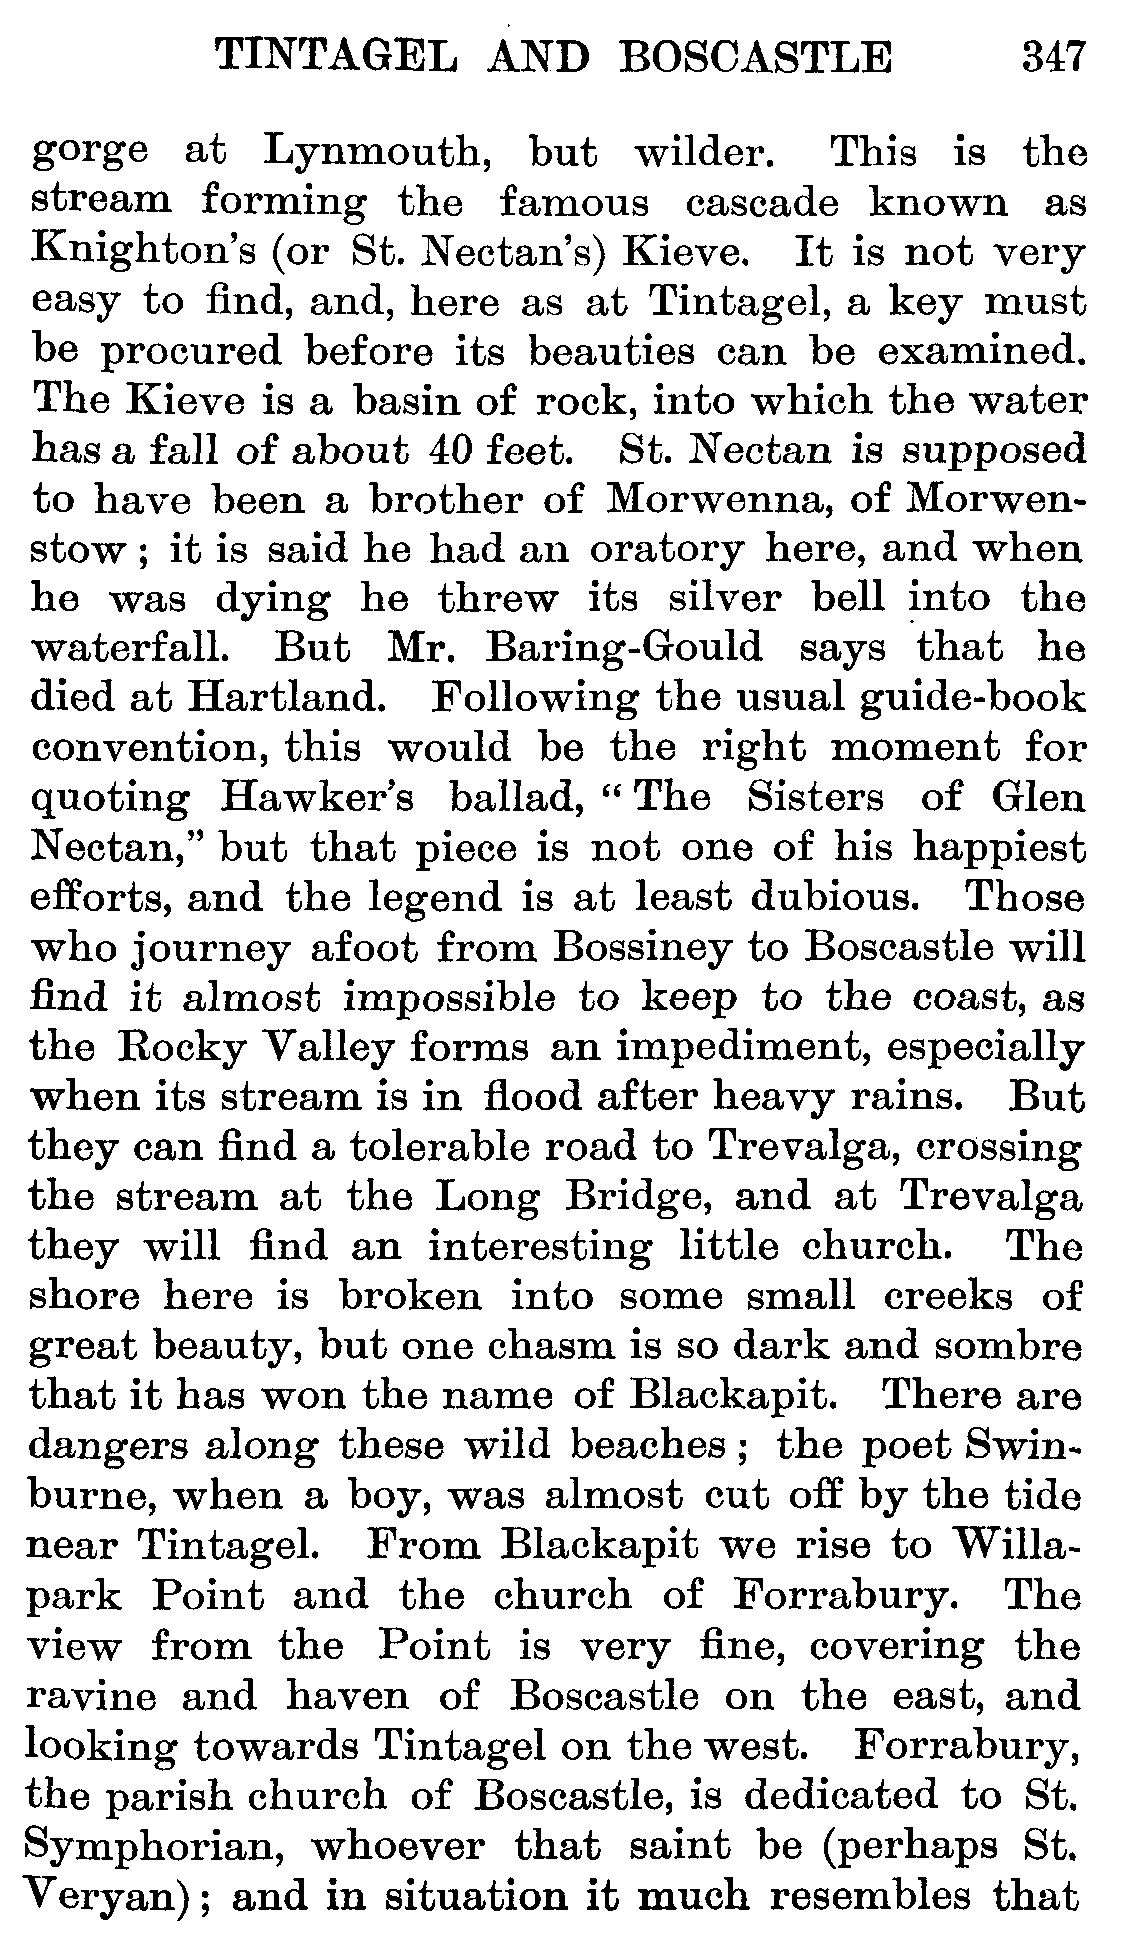 TINTAGEL AND BOSCASTLE 347
gorge at Lynmouth, but wilder. This is the
stream forming the famous cascade known as
Knighton's (or St. Nectan's) Kieve. It is not very
easy to find, and, here as at Tintagel, a key must
be procured before its beauties can be examined.
The Kieve is a basin of rock, into which the water
has a fall of about 40 feet. St. Nectan is supposed
to have been a brother of Morwenna, of Morwen-
stow; it is said he had an oratory here, and when
he was dying he threw its silver bell into the
waterfall. But Mr. Baring-Gould says that he
died at Hartland. Following the usual guide-book
convention, this would be the right moment for
quoting Hawker's ballad, "The Sisters of Glen
Nectan," but that piece is not one of his happiest
efforts, and the legend is at least dubious. Those
who journey afoot from Bossiney to Boscastle will
find it almost impossible to keep to the coast, as
the Rocky Valley forms an impediment, especially
when its stream is in flood after heavy rains. But
they can find a tolerable road to Trevalga, crossing
the stream at the Long Bridge, and at Trevalga
they will find an interesting little church. The
shore here is broken into some small creeks of
great beauty, but one chasm is so dark and sombre
that it has won the name of Blackapit. There are
dangers along these wild beaches; the poet Swin-
burne, when a boy, was almost cut off by the tide
near Tintagel. From Blackapit we rise to Willa-
park Point and the church of Forrabury. The
view from the Point is very fine, covering the
ravine and haven of Boscastle on the east, and
looking towards Tintagel on the west. Forrabury,
the parish church of Boscastle, is dedicated to St.
Symphorian, whoever that saint be (perhaps St.
Veryan); and in situation it much resembles that